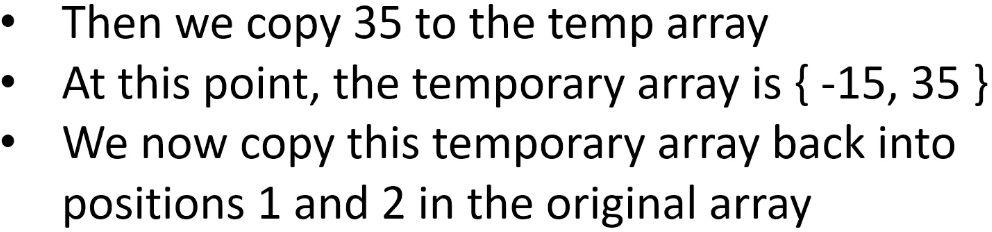 • Then we copy 35 to the temp array
• At this point, the temporary array is { -15, 35 }
• We now copy this temporary array back into
positions 1 and 2 in the original array